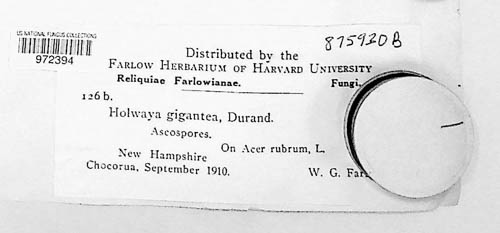 US NATIONAL FUNGUS COLLECTIONS
972394
875920B
Distributed by the
FARLOW HERBARIUM OF HARVARD UNIVERSITY
Reliquiae Farlowianae. Fungi.
126 b.
Holwaya gigantea, Durand.
Ascospores.
On Acer rubrum, L.
New Hampshire
Chocorua, September 1910. W. G.